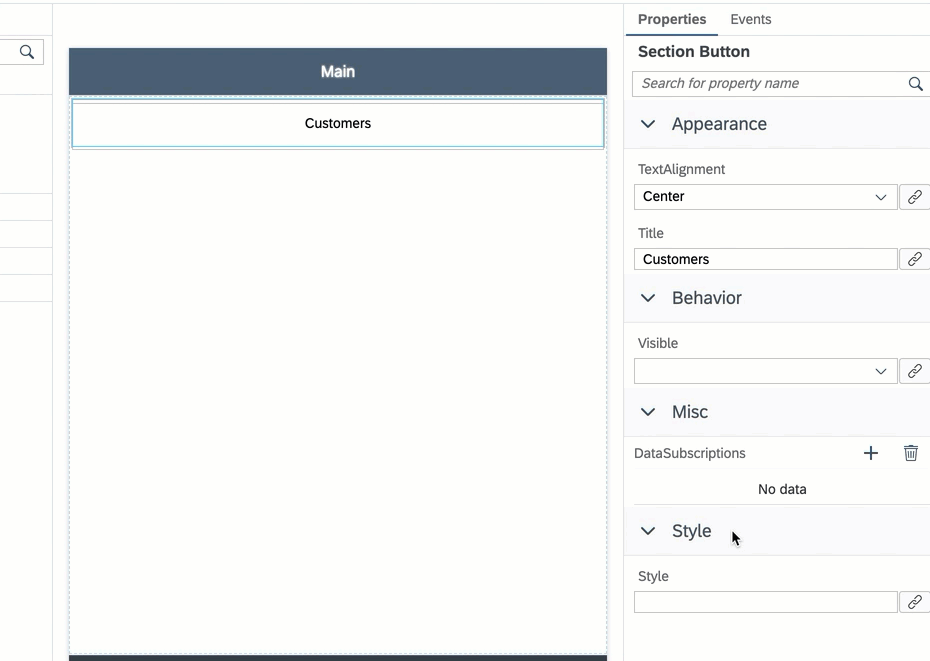 Properties Events
Section Button
Search for property name
Main
Customers
Appearance
TextAlignment
Center
Title
Customers
Behavior
Visible
Misc
DataSubscriptions
No data
Style
Style